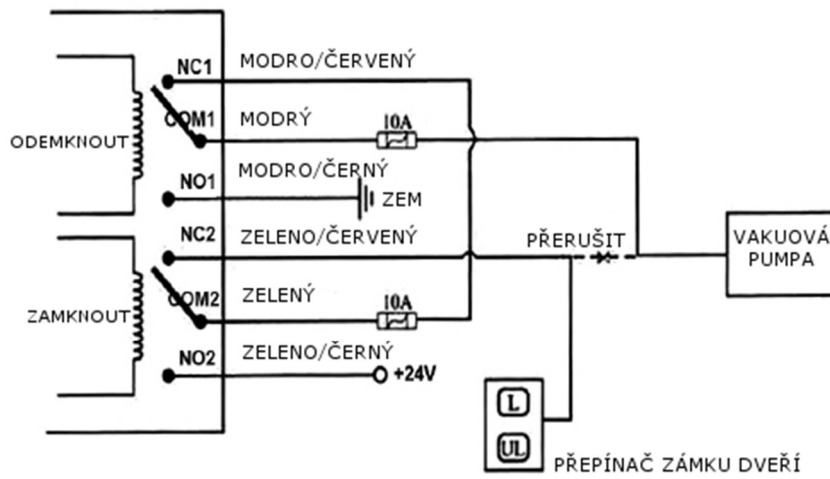 NC1 MODRO/ČERVENÝ
COM1 MODRÝ 10A
ODEMKNOUT
MODRO/ČERNÝ
NO1 ZEM
NC2 ZELENO/ČERVENÝ
PŘERUŠIT
VAKUOVÁ
PUMPA
COM2 ZELENÝ 10A
ZAMKNOUT
NO2 ZELENO/ČERNÝ
+24V
L
UL
PŘEPÍNAČ ZÁMKU DVEŘÍ